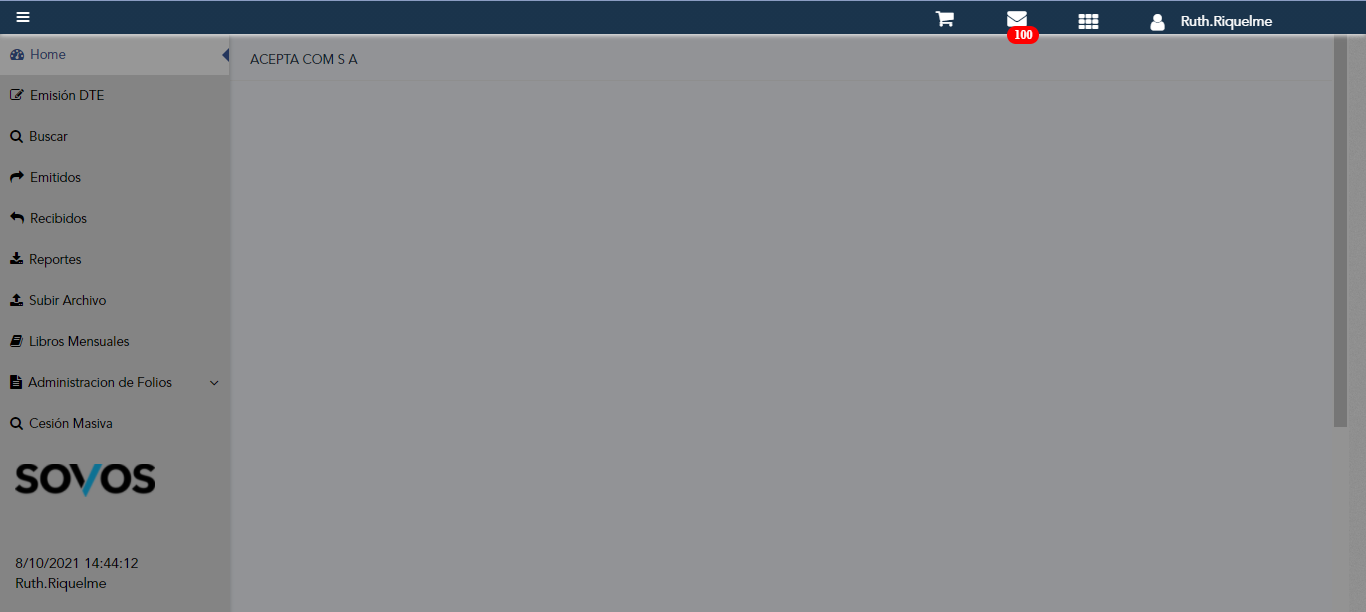 Ruth.Riquelme
100
Home
ACEPTA COM S A
Emisión DTE
Buscar
Emitidos
Recibidos
Reportes
Subir Archivo
Libros Mensuales
Administracion de Folios
Cesión Masiva
SOVOS
8/10/2021 14:44:12
Ruth.Riquelme